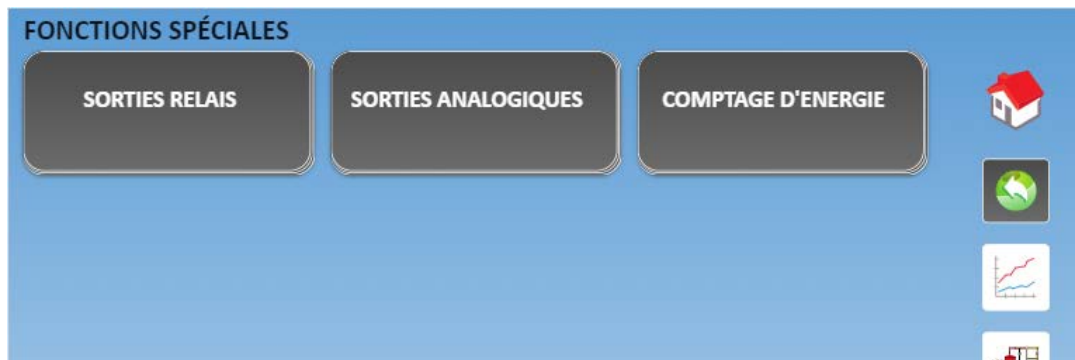 FONCTIONS SPÉCIALES
SORTIES RELAIS
SORTIES ANALOGIQUES
COMPTAGE D'ENERGIE